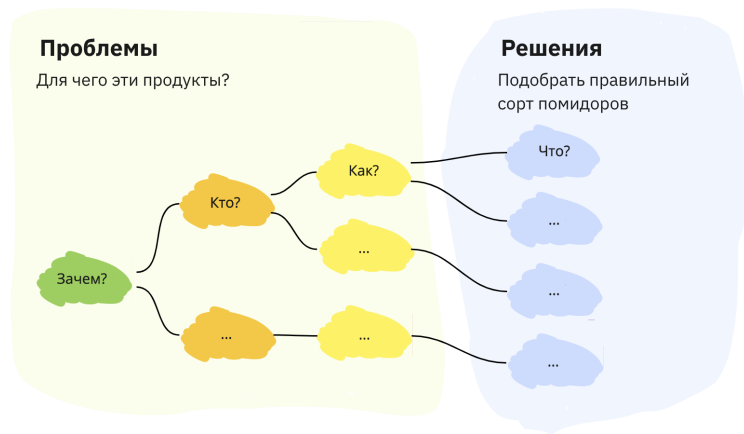 Проблемы
Для чего эти продукты?
Решения
Подобрать правильный
сорт помидоров
Зачем?
Кто?
...
Как?
...
...
Что?
...
...
...